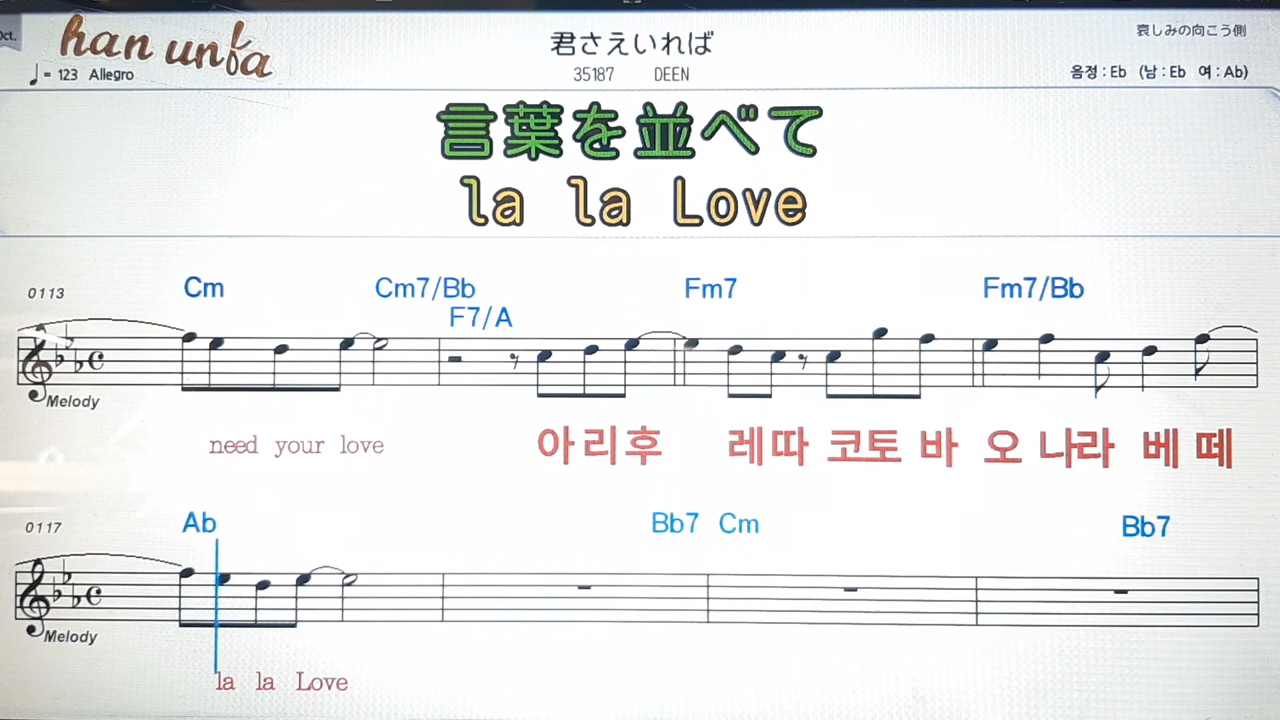 Oct.
han un La
君さえいれば
哀しみの向こう側
♩= 123 Allegro
35187 DEEN
음정 : Eb (남 : Eb 여 : Ab)
言葉を並べて
la la Love
0113
Cm Cm7/Bb Fm7 Fm7/Bb
F7/A
Melody
need your love 아리후 레따 코토 바 오 나라 베 떼
0117
Ab Bb7 Cm Bb7
Melody
la la Love